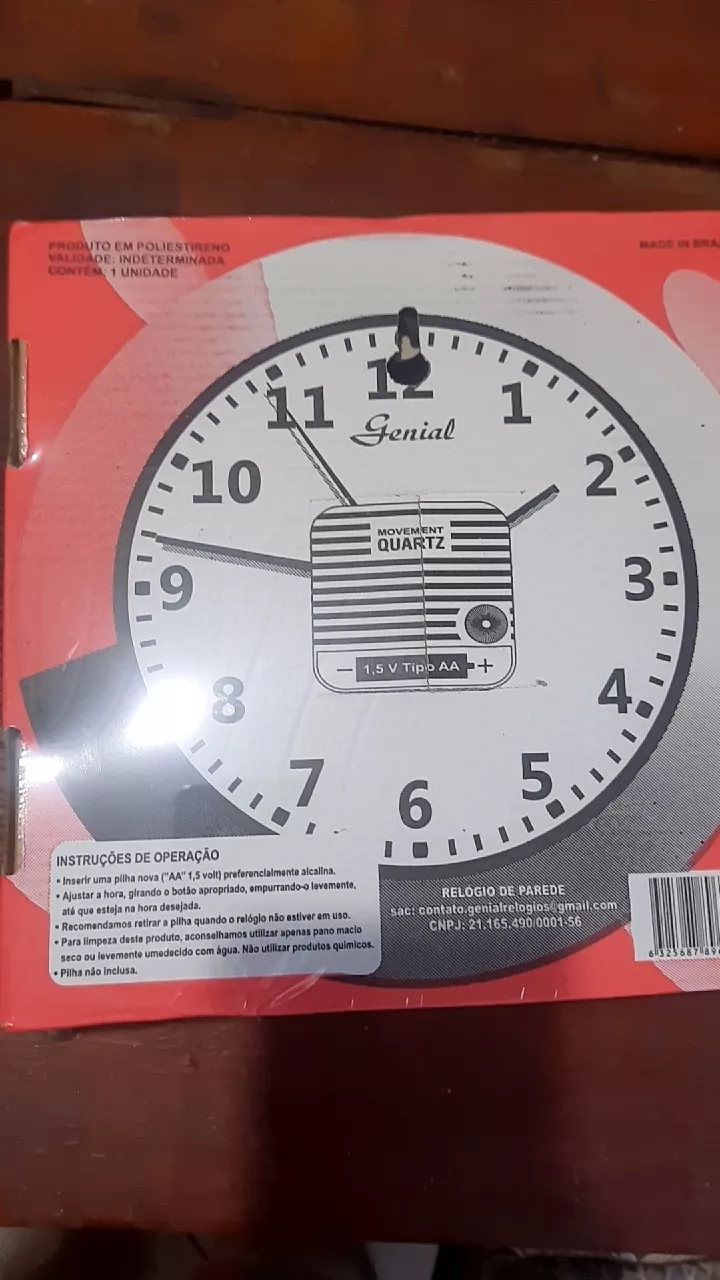 PRODUTO EM POLIESTIRENO
VALIDADE: INDETERMINADA
CONTÉM: 1 UNIDADE
MADE IN
12
11
1
Genial
10
2
MOVEMENT
QUARTZ
9
3
1,5 V Tipo AA
8
4
7
5
6
INSTRUÇÕES DE OPERAÇÃO
• Inserir uma pilha nova ("AA" 1,5 volt) preferencialmente alcalina.
• Ajustar a hora, girando o botão apropriado, empurrando-o levemente,
até que esteja na hora desejada.
• Recomendamos retirar a pilha quando o relógio não estiver em uso.
• Para limpeza deste produto, aconselhamos utilizar apenas pano macio
seco ou levemente umedecido com água. Não utilizar produtos químicos.
• Pilha não inclusa.
RELÓGIO DE PAREDE
sac: contato.genialrelogios@gmail.com
CNPJ: 21.165.490/0001-56